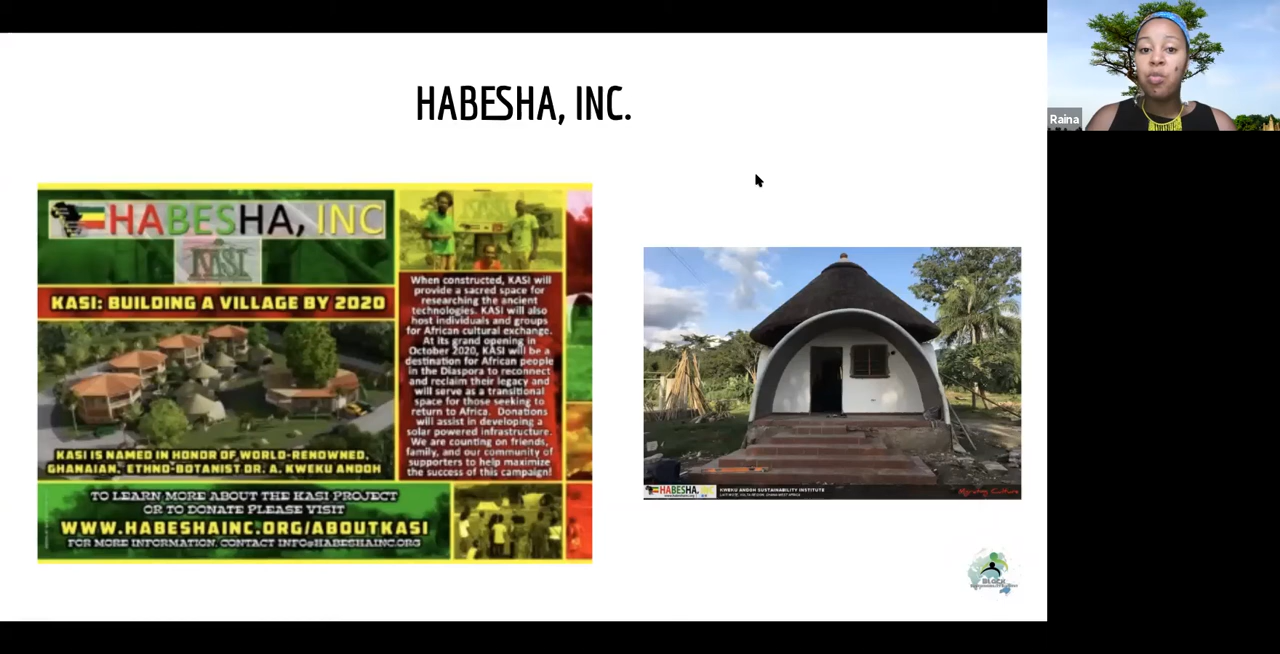 HABESHA, INC.
HABESHA, INC
KASI
KASI: BUILDING A VILLAGE BY 2020
KASI IS NAMED IN HONOR OF WORLD-RENOWNED,
GHANAIAN, ETHNO-BOTANIST DR. A. KWEKU ANDOH
When constructed, KASI will
provide a sacred space for
researching the ancient
technologies. KASI will also
host individuals and groups
for African cultural exchange.
At its grand opening in
October 2020, KASI will be a
destination for African people
in the Diaspora to reconnect
and reclaim their legacy and
will serve as a transitional
space for those seeking to
return to Africa. Donations
will assist in developing a
solar powered infrastructure.
We are counting on friends,
family, and our community of
supporters to help maximize
the success of this campaign!
TO LEARN MORE ABOUT THE KASI PROJECT
OR TO DONATE PLEASE VISIT
WWW.HABESHAINC.ORG/ABOUTKASI
FOR MORE INFORMATION, CONTACT INFO@HABESHAINC.ORG
HABESHA, INC
KWEKU ANDOH SUSTAINABILITY INSTITUTE
BLOCK
Raina